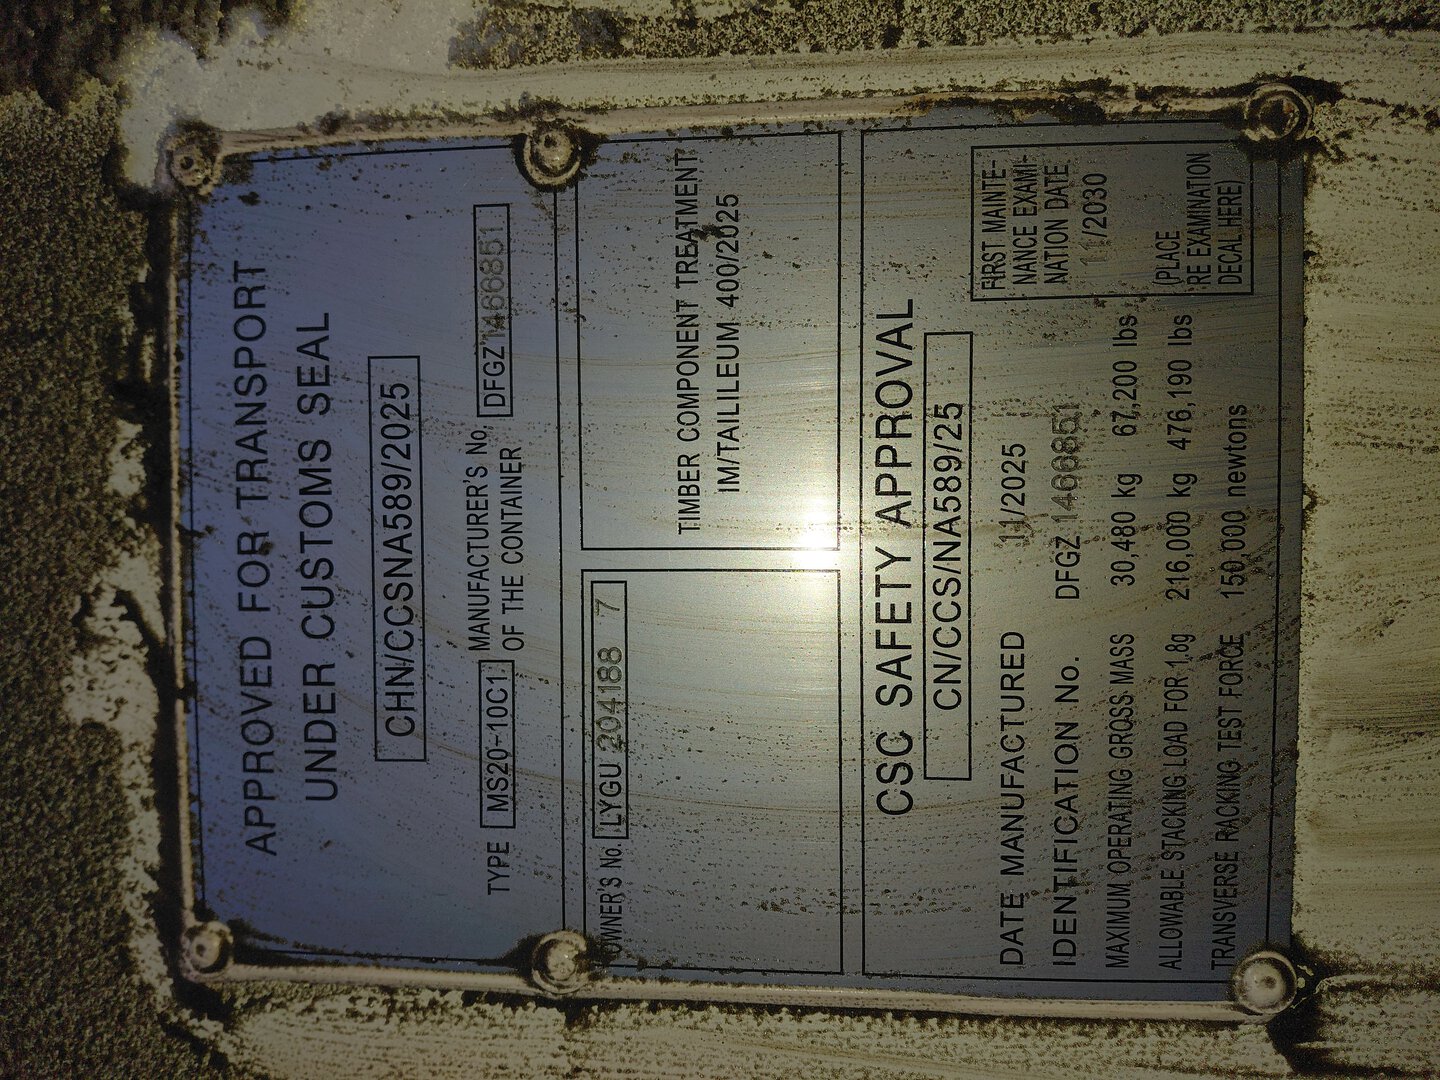 APPROVED FOR TRANSPORT
UNDER CUSTOMS SEAL
CHN/CCSNA589/2025
TYPE MS20-10C1 MANUFACTURER'S No. OF THE CONTAINER DFGZ 1466851
OWNER'S No. LYGU 204188 7
TIMBER COMPONENT TREATMENT
IM/TAILILEUM 400/2025
CSC SAFETY APPROVAL
CN/CCS/NA589/25
DATE MANUFACTURED 11/2025
IDENTIFICATION No. DFGZ 1466851
MAXIMUM OPERATING GROSS MASS 30,480 kg 67,200 lbs
ALLOWABLE STACKING LOAD FOR 1.8g 216,000 kg 476,190 lbs
TRANSVERSE RACKING TEST FORCE 150,000 newtons
FIRST MAINTE-
NANCE EXAMI-
NATION DATE
11/2030
(PLACE
RE EXAMINATION
DECAL HERE)